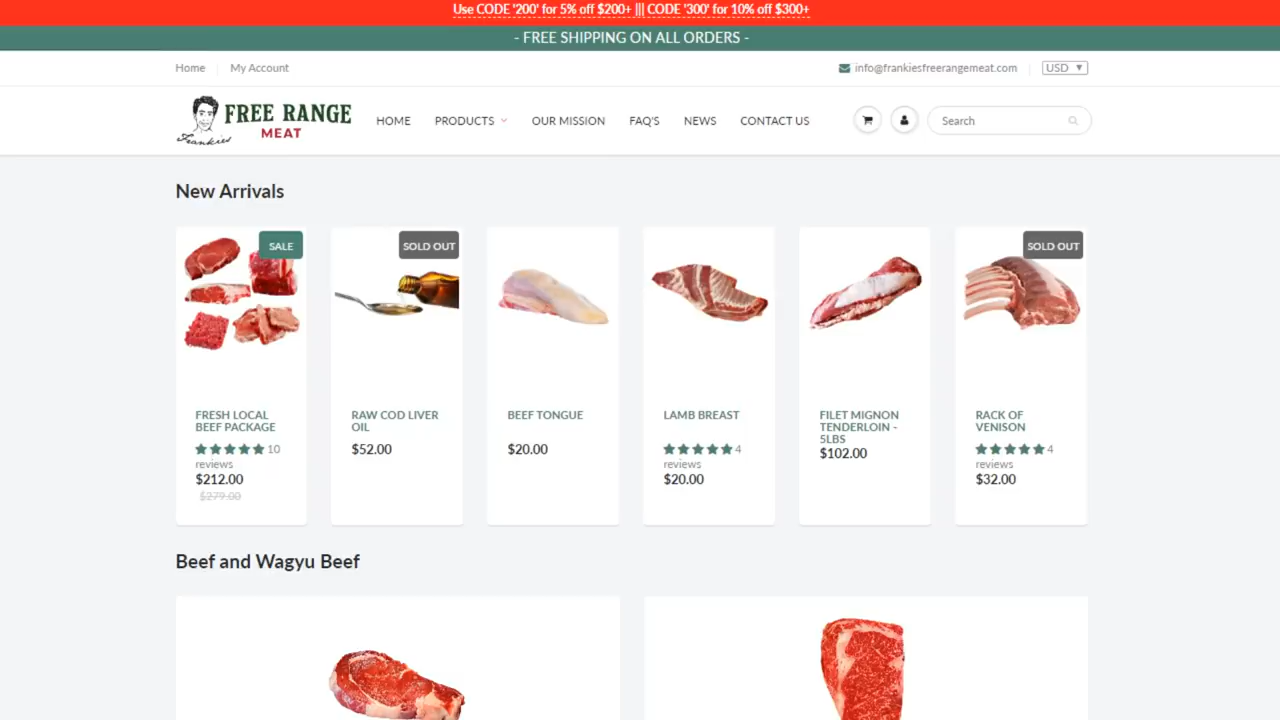 Use CODE '200' for 5% off $200+ ||| CODE '300' for 10% off $300+
- FREE SHIPPING ON ALL ORDERS -
Home
My Account
info@frankiesfreerangemeat.com
USD ▼
Frankies FREE RANGE
MEAT
HOME
PRODUCTS
OUR MISSION
FAQ'S
NEWS
CONTACT US
Search
New Arrivals
SALE
FRESH LOCAL
BEEF PACKAGE
10
reviews
$212.00
$279.00
SOLD OUT
RAW COD LIVER
OIL
$52.00
BEEF TONGUE
$20.00
LAMB BREAST
4
reviews
$20.00
FILET MIGNON
TENDERLOIN -
5LBS
$102.00
SOLD OUT
RACK OF
VENISON
4
reviews
$32.00
Beef and Wagyu Beef